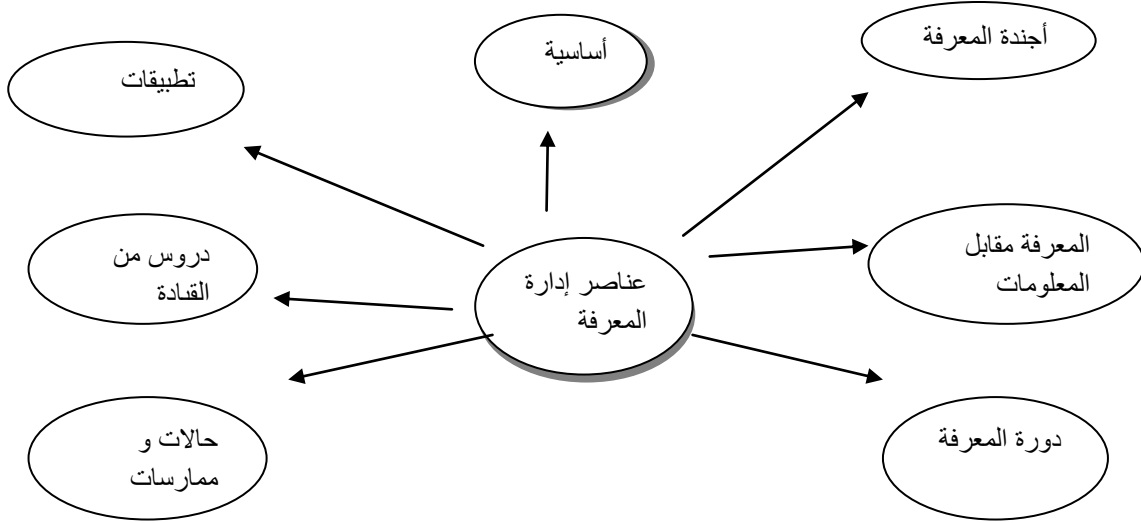 أجندة المعرفة
أساسية
تطبيقات
المعرفة مقابل
المعلومات
عناصر إدارة
المعرفة
دروس من
القيادة
دورة المعرفة
حالات و
ممارسات